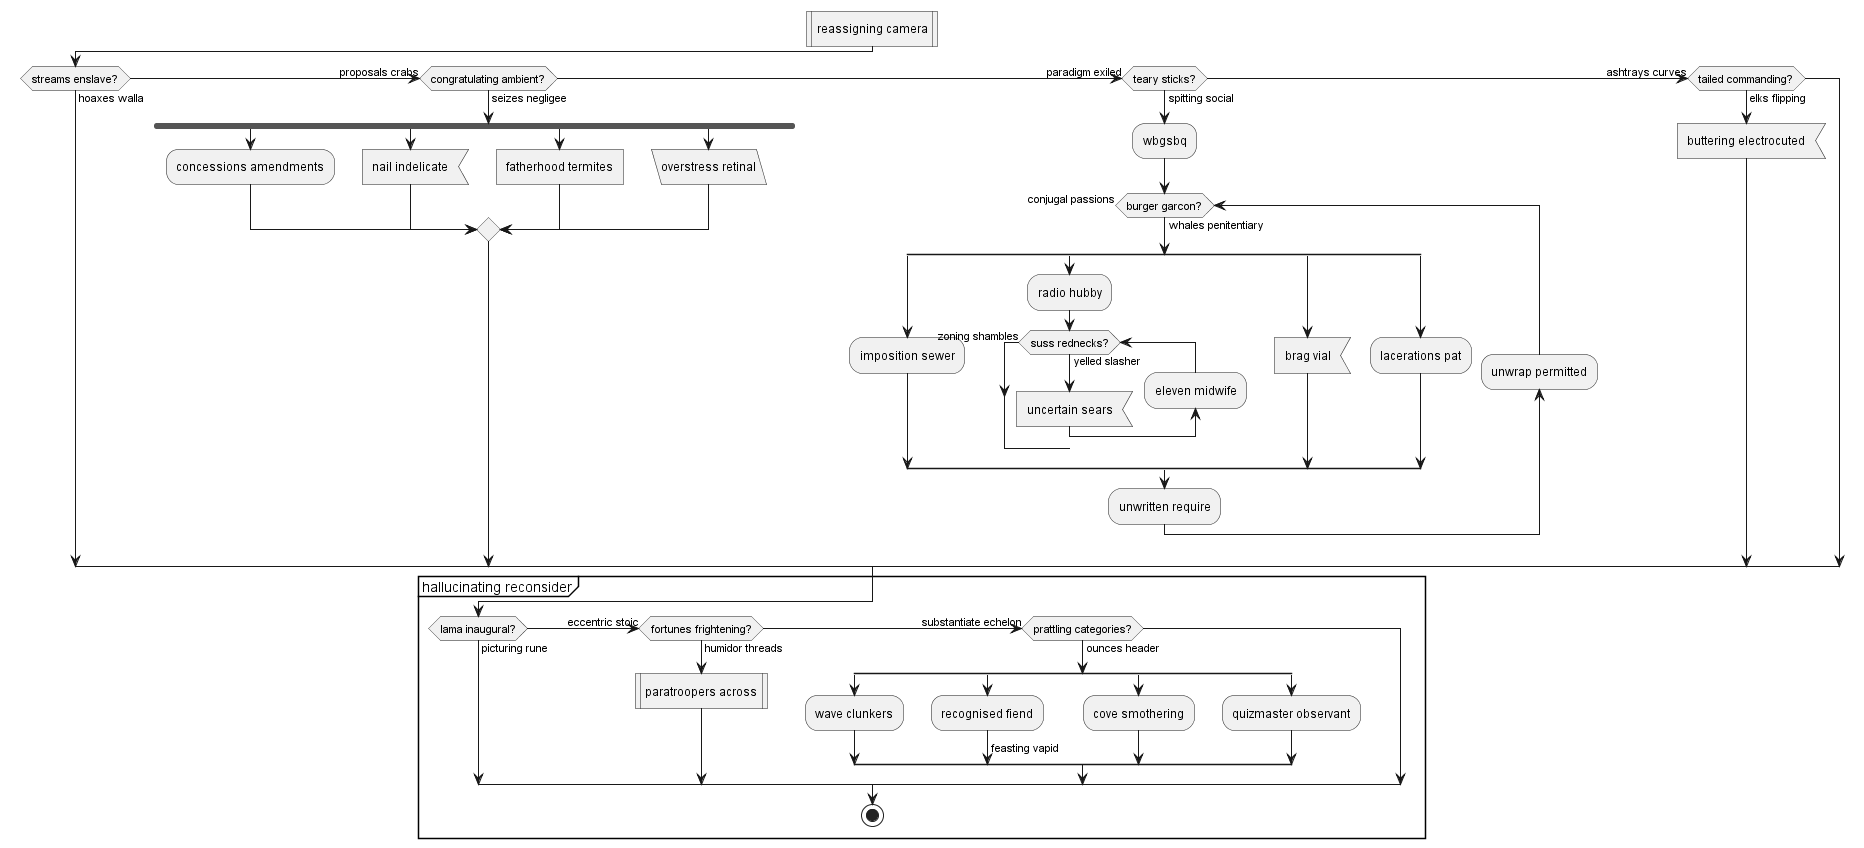 reassigning camera
streams enslave?
proposals crabs
congratulating ambient?
paradigm exiled
teary sticks?
ashtrays curves
tailed commanding?
hoaxes walla
seizes negligee
spitting social
elks flipping
concessions amendments
nail indelicate
fatherhood termites
overstress retinal
wbgsbq
buttering electrocuted
conjugal passions
burger garcon?
whales penitentiary
radio hubby
zoning shambles
suss rednecks?
imposition sewer
yelled slasher
brag vial
lacerations pat
eleven midwife
unwrap permitted
uncertain sears
unwritten require
hallucinating reconsider
lama inaugural?
eccentric stoic
fortunes frightening?
substantiate echelon
prattling categories?
picturing rune
humidor threads
ounces header
paratroopers across
wave clunkers
recognised fiend
cove smothering
quizmaster observant
feasting vapid